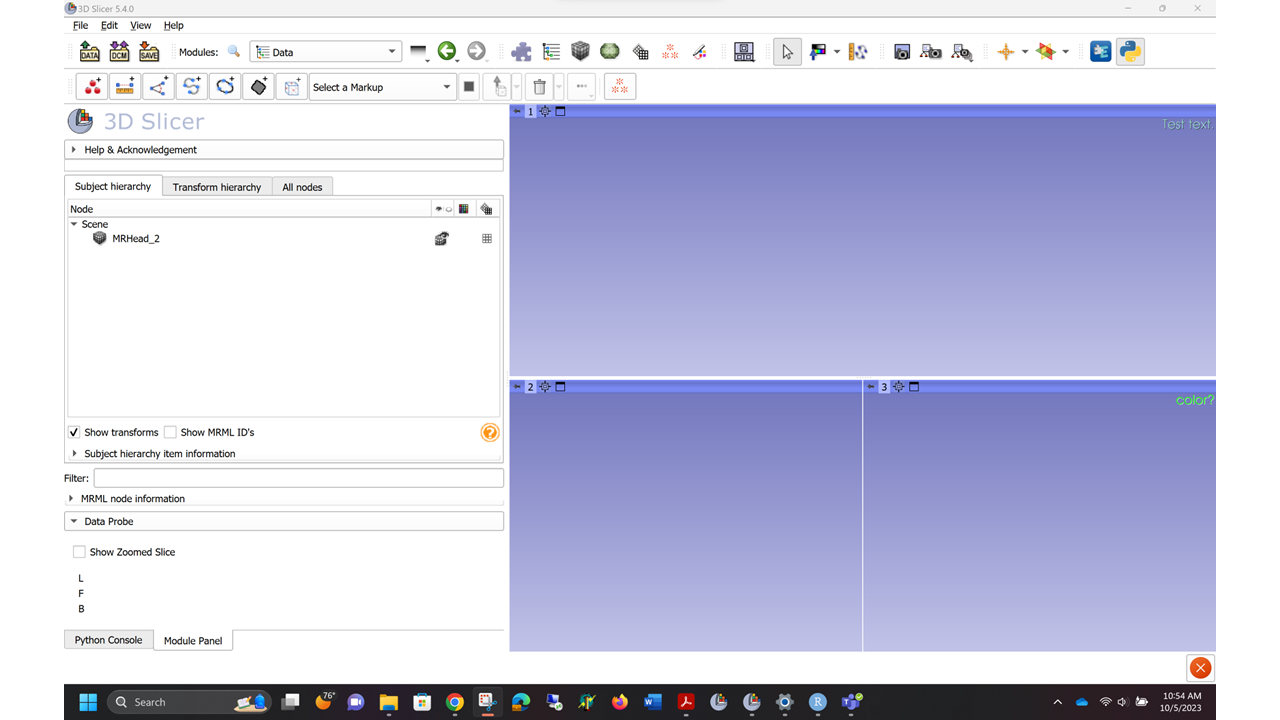 3D Slicer 5.4.0
File Edit View Help
DATA DCM SAVE Modules: Data
Select a Markup
3D Slicer
Help & Acknowledgement
Subject hierarchy Transform hierarchy All nodes
Node
Scene
MRHead_2
Show transforms Show MRML ID's
Subject hierarchy item information
Filter:
MRML node information
Data Probe
Show Zoomed Slice
L
F
B
Python Console Module Panel
1
Test text.
2
3
color?
Search
76°
10:54 AM
10/5/2023